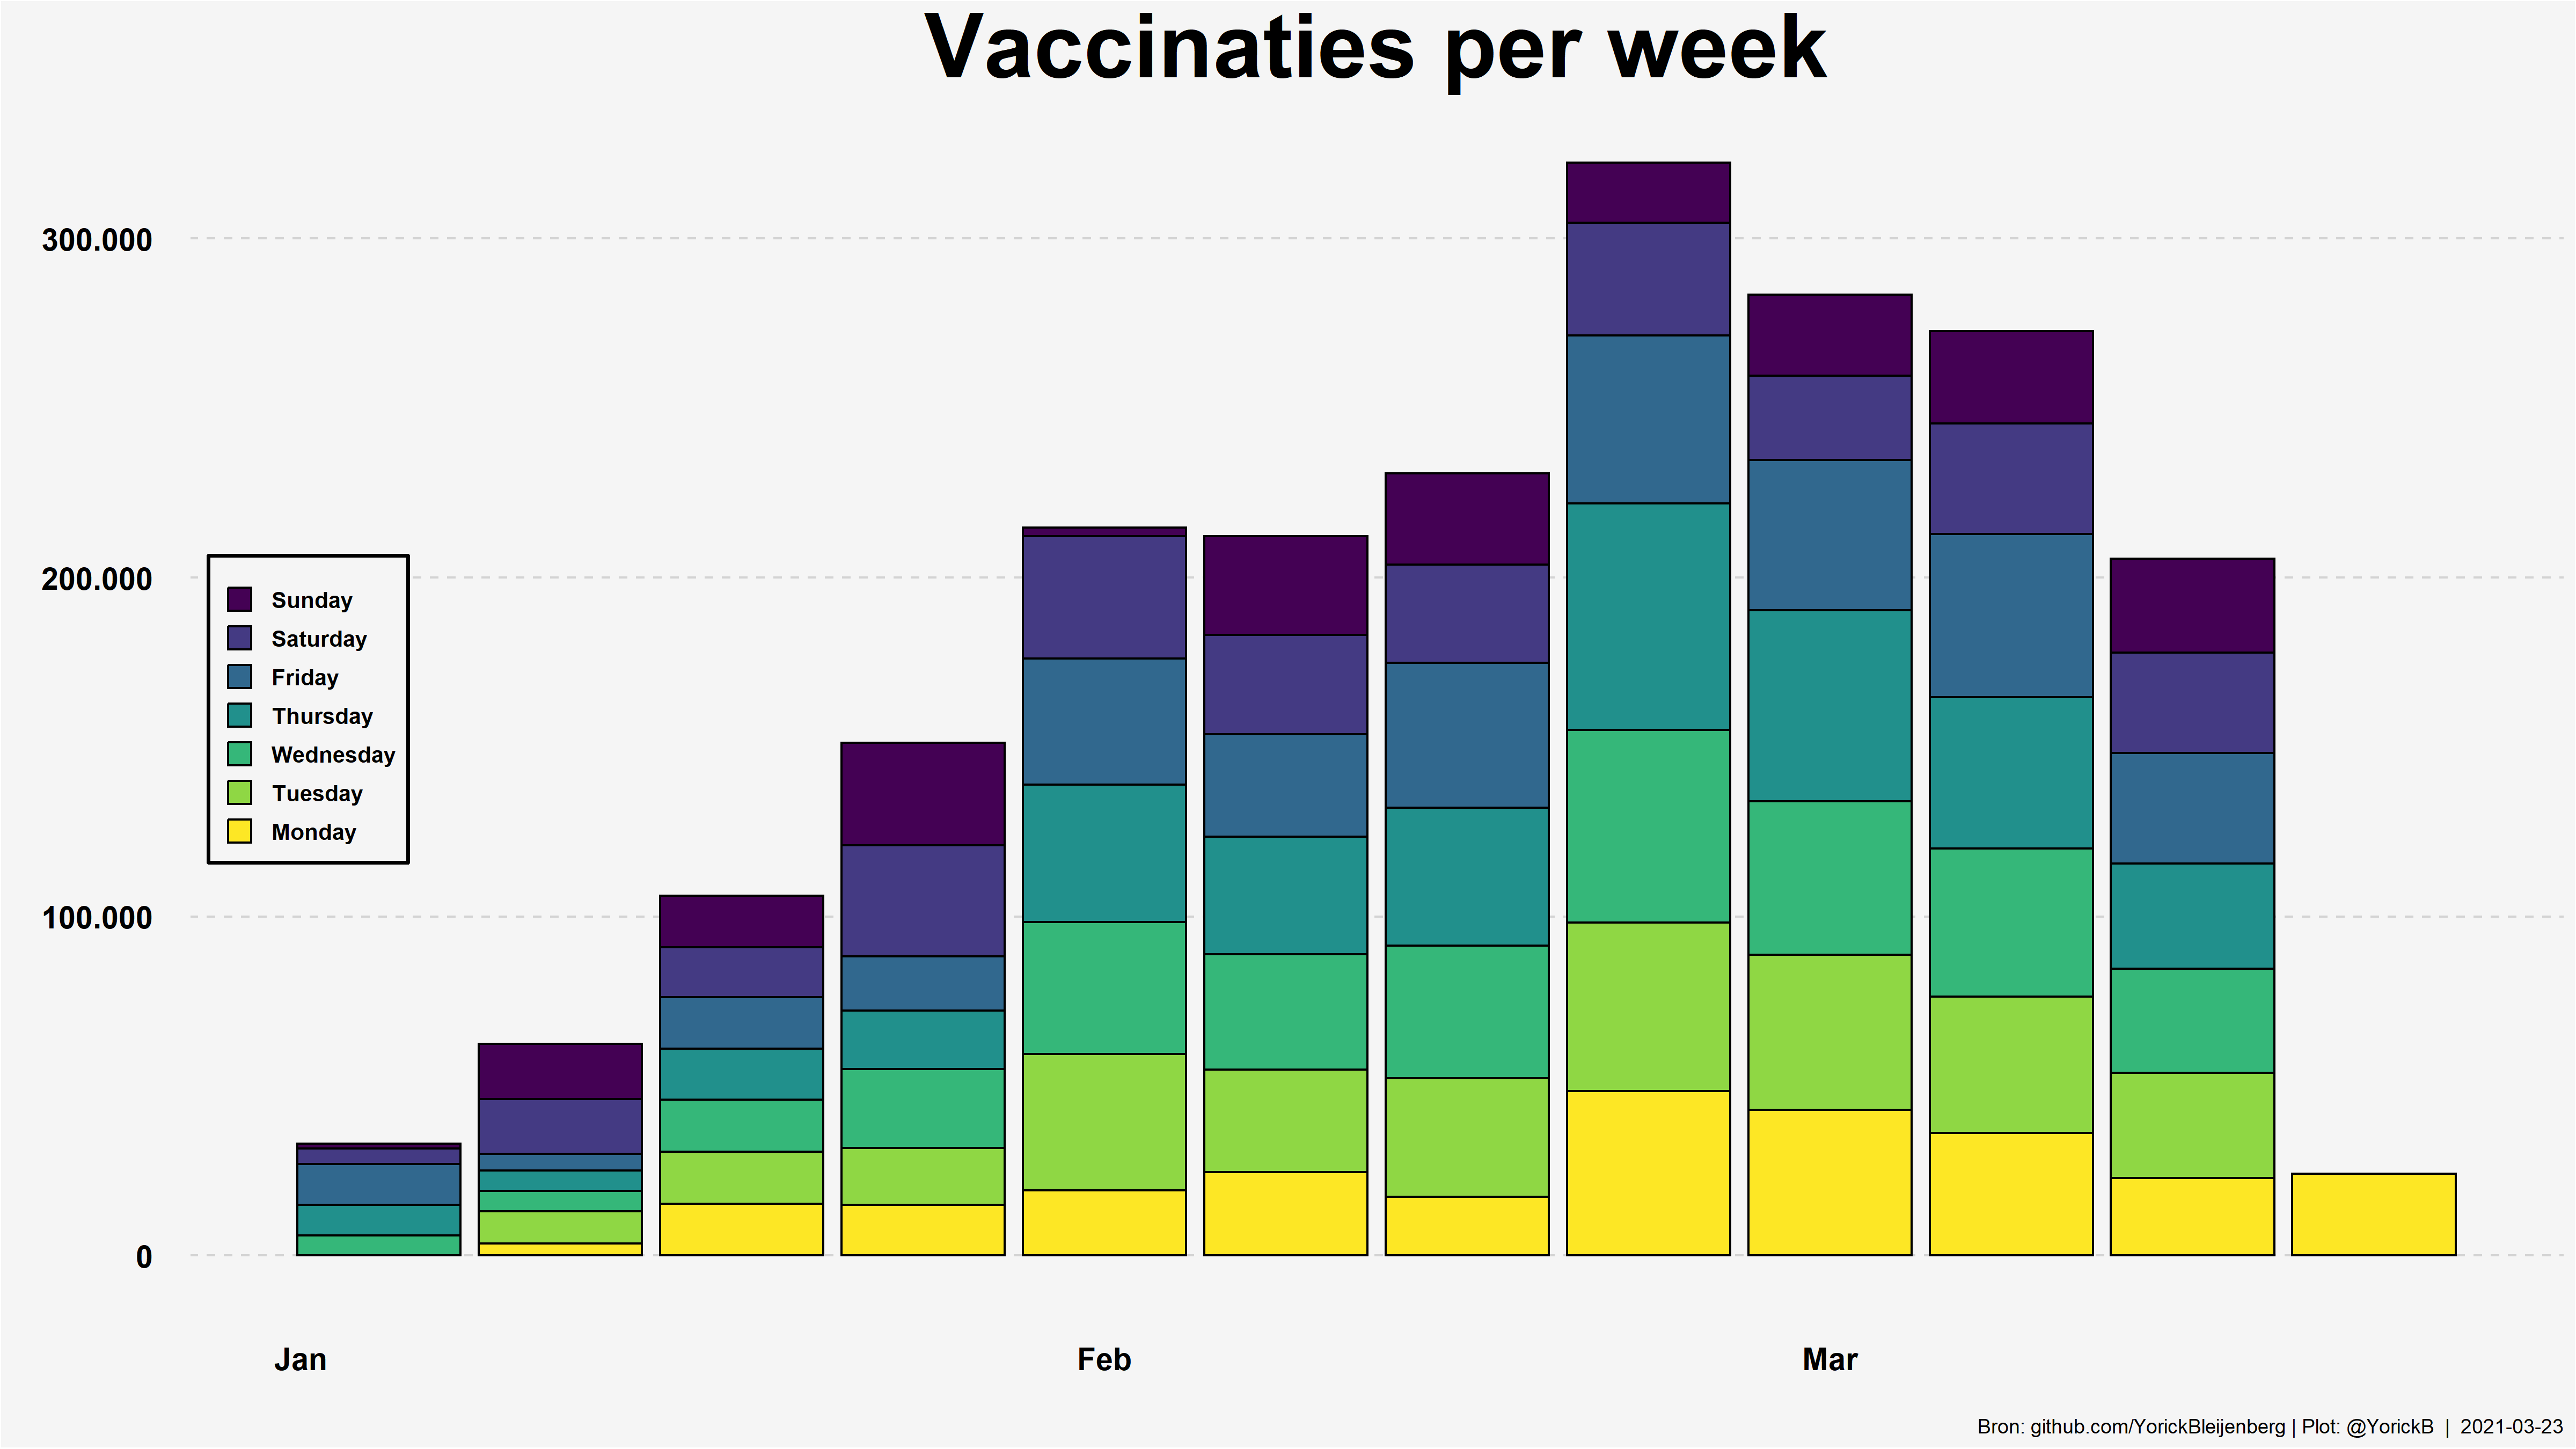 Vaccinaties per week
300.000
200.000
100.000
0
Sunday
Saturday
Friday
Thursday
Wednesday
Tuesday
Monday
Jan
Feb
Mar
Bron: github.com/YorickBleijenberg | Plot: @YorickB | 2021-03-23